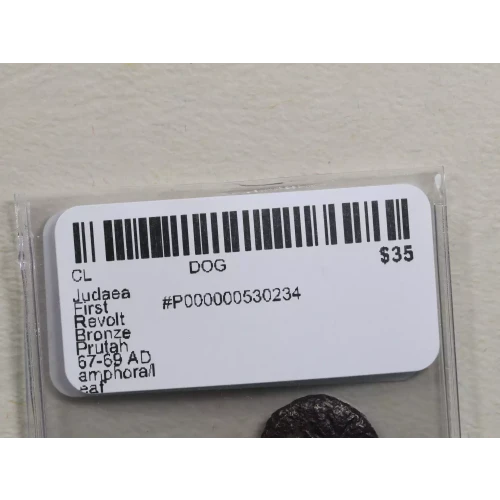 CL DOG $35
Judaea #P000000530234
First
Revolt
Bronze
Prutah
67-69 AD
amphora/l
eaf